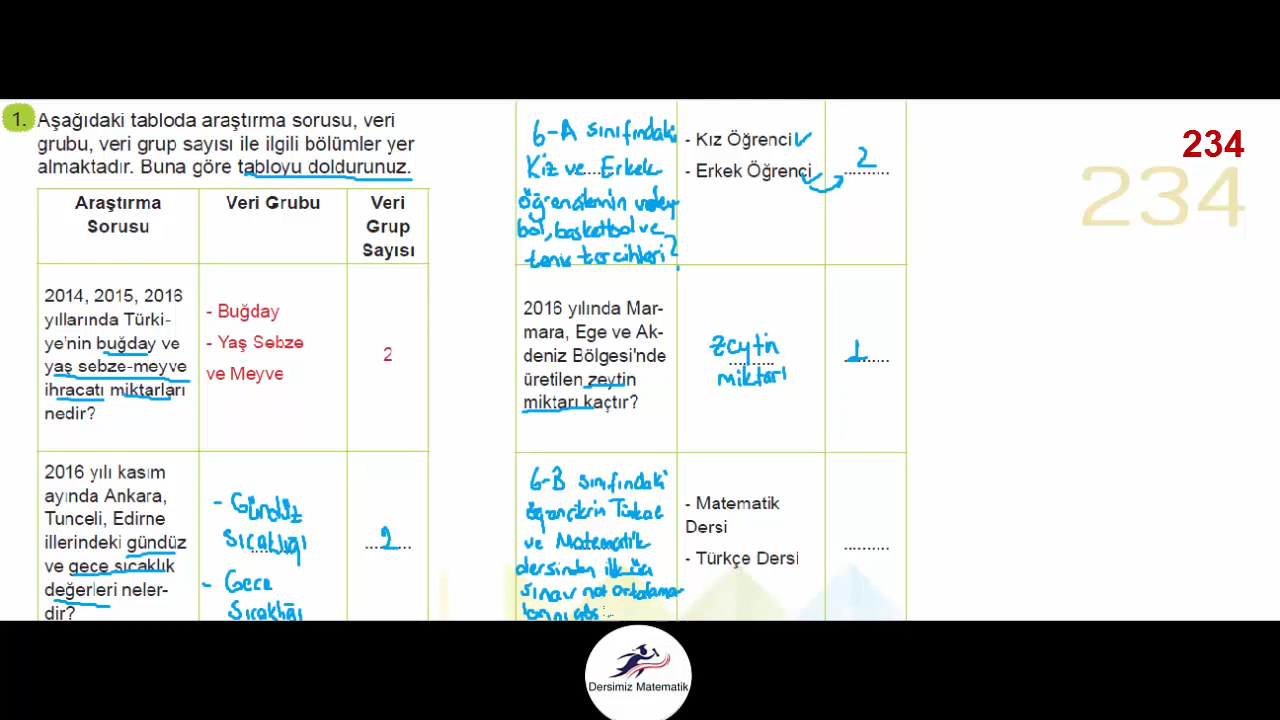 1. Aşağıdaki tabloda araştırma sorusu, veri
grubu, veri grup sayısı ile ilgili bölümler yer
almaktadır. Buna göre tabloyu doldurunuz.
Araştırma
Sorusu
Veri Grubu
Veri
Grup
Sayısı
2014, 2015, 2016
yıllarında Türki-
ye'nin buğday ve
yaş sebze-meyve
ihracatı miktarları
nedir?
- Buğday
- Yaş Sebze
ve Meyve
2
2016 yılı kasım
ayında Ankara,
Tunceli, Edirne
illerindeki gündüz
ve gece sıcaklık
değerleri neler-
dir?
- Gündüz
Sıcaklığı
- Gece
Sıcaklığı
2
6-A sınıfındaki
Kız ve Erkek
öğrencilerinin voley
bol, basketbol ve
tenis tercihleri?
- Kız Öğrenci
- Erkek Öğrenci
2
2016 yılında Mar-
mara, Ege ve Ak-
deniz Bölgesi'nde
üretilen zeytin
miktarı kaçtır?
Zeytin
miktarı
1
6-B sınıfındaki
ve Matematik
dersinden ilk
sınav not ortalama
- Matematik
Dersi
- Türkçe Dersi
..........
234
234
Dersimiz Matematik